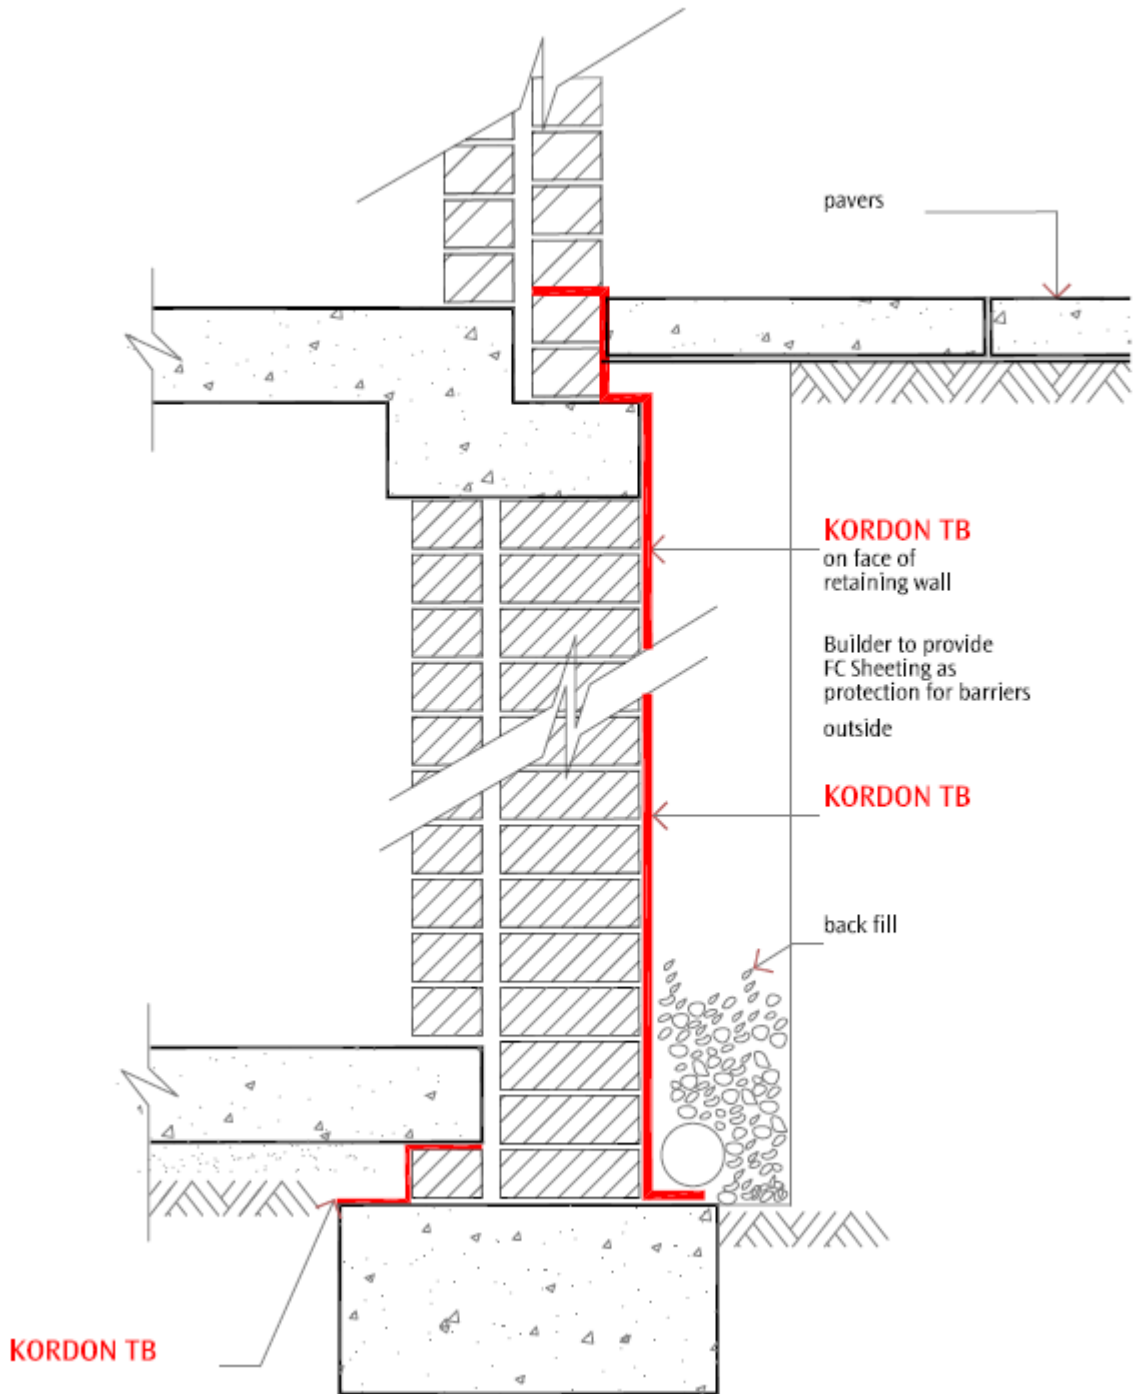 pavers
KORDON TB
on face of
retaining wall
Builder to provide
FC Sheeting as
protection for barriers
outside
KORDON TB
back fill
KORDON TB